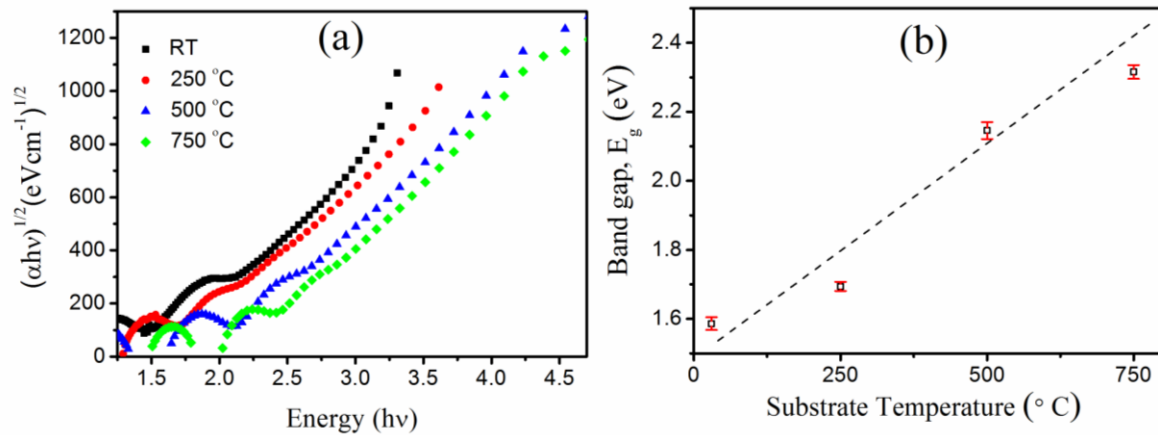 (a)
RT
250 °C
500 °C
750 °C
(αhν)^1/2 (eVcm⁻¹)^1/2
1200
1000
800
600
400
200
0
1.5 2.0 2.5 3.0 3.5 4.0 4.5
Energy (hν)
(b)
Band gap, E_g (eV)
2.4
2.2
2.0
1.8
1.6
0 250 500 750
Substrate Temperature (° C)